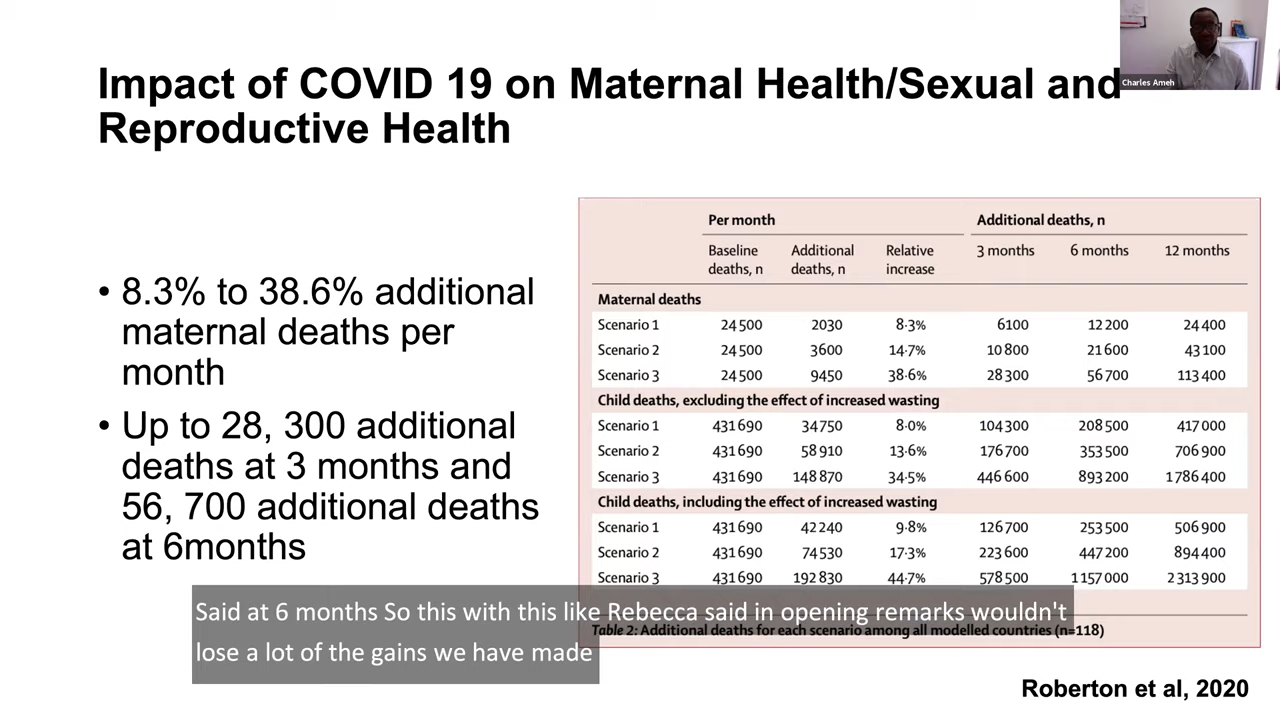 Impact of COVID 19 on Maternal Health/Sexual and
Reproductive Health
Charles Ameh
• 8.3% to 38.6% additional
maternal deaths per
month
• Up to 28, 300 additional
deaths at 3 months and
56, 700 additional deaths
at 6months
Per month Additional deaths, n
Baseline deaths, n Additional deaths, n Relative increase 3 months 6 months 12 months
Maternal deaths
Scenario 1 24 500 2030 8·3% 6100 12 200 24 400
Scenario 2 24 500 3600 14·7% 10 800 21 600 43 100
Scenario 3 24 500 9450 38·6% 28 300 56 700 113 400
Child deaths, excluding the effect of increased wasting
Scenario 1 431 690 34 750 8·0% 104 300 208 500 417 000
Scenario 2 431 690 58 910 13·6% 176 700 353 500 706 900
Scenario 3 431 690 148 870 34·5% 446 600 893 200 1 786 400
Child deaths, including the effect of increased wasting
Scenario 1 431 690 42 240 9·8% 126 700 253 500 506 900
Scenario 2 431 690 74 530 17·3% 223 600 447 200 894 400
Scenario 3 431 690 192 830 44·7% 578 500 1 157 000 2 313 900
Table 2: Additional deaths for each scenario among all modelled countries (n=118)
Said at 6 months So this with this like Rebecca said in opening remarks wouldn't
lose a lot of the gains we have made
Roberton et al, 2020